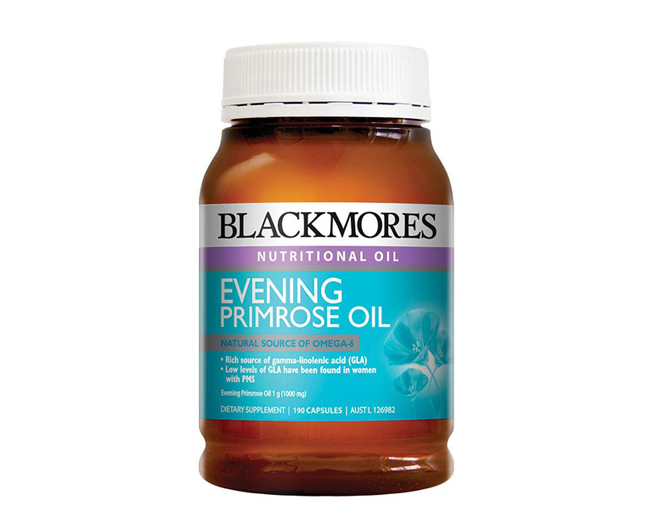 BLACKMORES
NUTRITIONAL OIL
EVENING
PRIMROSE OIL
NATURAL SOURCE OF OMEGA-6
• Rich source of gamma-linolenic acid (GLA)
• Low levels of GLA have been found in women
with PMS
Evening Primrose Oil 1 g (1000 mg)
DIETARY SUPPLEMENT | 190 CAPSULES | AUST L 126982